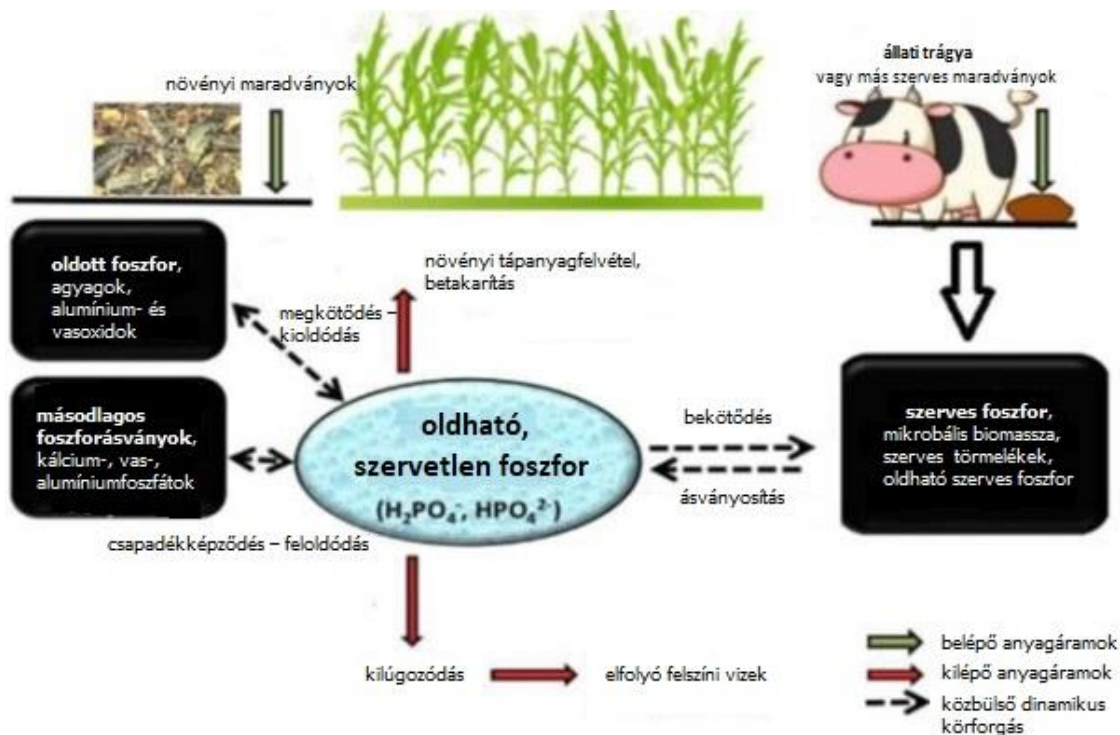 növényi maradványok
állati trágya
vagy más szerves maradványok
oldott foszfor,
agyagok,
alumínium- és
vasoxidok
megkötődés –
kioldódás
növényi tápanyagfelvétel,
betakarítás
másodlagos
foszforásványok,
kálcium-, vas-,
alumíniumfoszfátok
oldható,
szervetlen foszfor
(H₂PO₄⁻, HPO₄²⁻)
bekötődés
ásványosítás
szerves foszfor,
mikrobális biomassza,
szerves törmelékek,
oldható szerves foszfor
csapadékképződés – feloldódás
kilúgozódás
elfolyó felszíni vizek
belépő anyagáramok
kilépő anyagáramok
közbülső dinamikus
körforgás